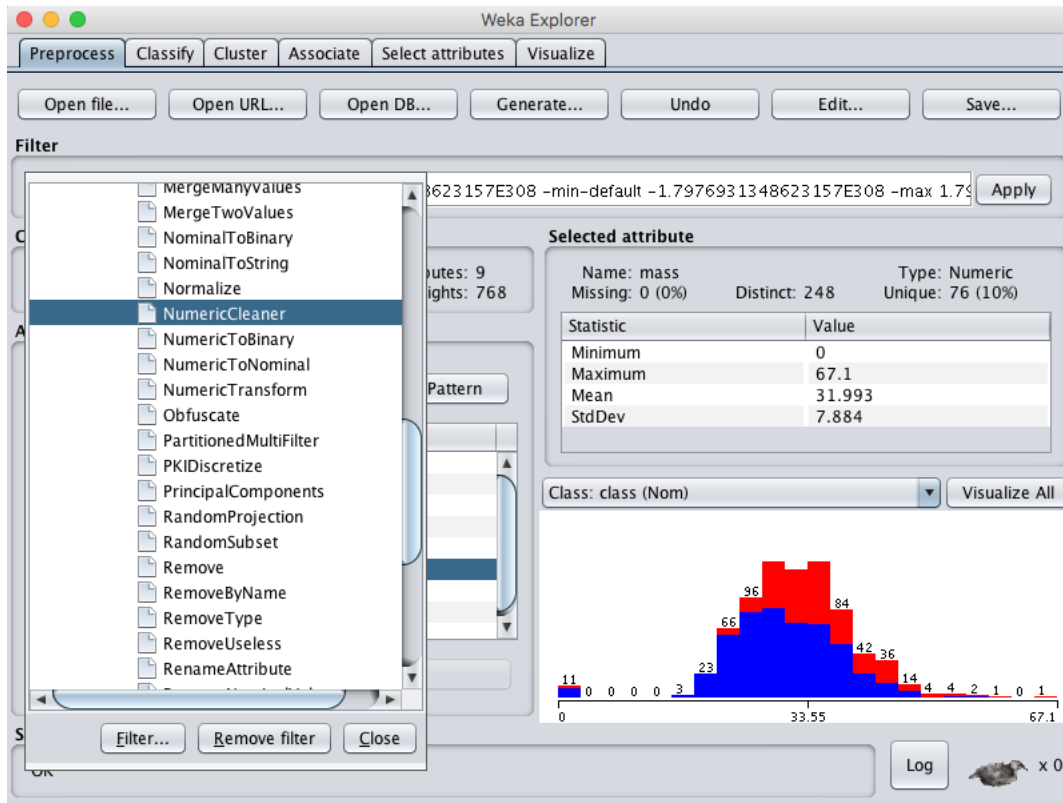 Weka Explorer
Preprocess Classify Cluster Associate Select attributes Visualize
Open file... Open URL... Open DB... Generate... Undo Edit... Save...
Filter
8623157E308 -min-default -1.7976931348623157E308 -max 1.79 Apply
MergeManyValues
MergeTwoValues
NominalToBinary
NominalToString
Normalize
NumericCleaner
NumericToBinary
NumericToNominal
NumericTransform
Obfuscate
PartitionedMultiFilter
PKIDiscretize
PrincipalComponents
RandomProjection
RandomSubset
Remove
RemoveByName
RemoveType
RemoveUseless
RenameAttribute
Filter... Remove filter Close
C
utes: 9
ights: 768
A
Pattern
Selected attribute
Name: mass Type: Numeric
Missing: 0 (0%) Distinct: 248 Unique: 76 (10%)
Statistic Value
Minimum 0
Maximum 67.1
Mean 31.993
StdDev 7.884
Class: class (Nom) Visualize All
11 0 0 0 0 3 23 66 96 84 42 36 14 4 4 2 1 0 1
0 33.55 67.1
S
OK
Log x 0